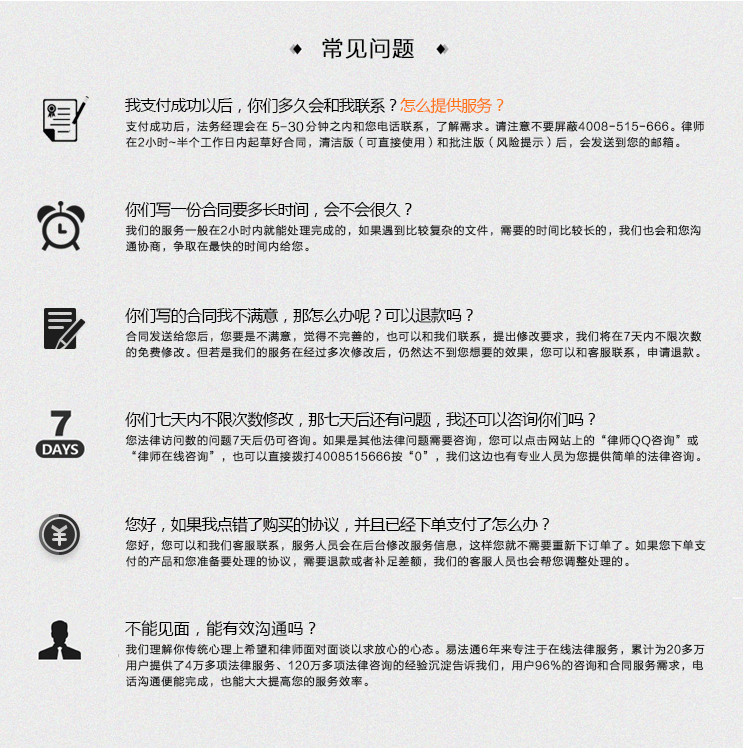 常见问题
我支付成功以后，你们多久会和我联系？怎么提供服务？
支付成功后，法务经理会在 5-30分钟之内和您电话联系，了解需求。请注意不要屏蔽4008-515-666。律师
在2小时~半个工作日内起草好合同，清洁版（可直接使用）和批注版（风险提示）后，会发送到您的邮箱。
你们写一份合同要多长时间，会不会很久？
我们的服务一般在2小时内就能处理完成的，如果遇到比较复杂的文件，需要的时间比较长的，我们也会和您沟
通协商，争取在最快的时间内给您。
你们写的合同我不满意，那怎么办呢？可以退款吗？
合同发送给您后，您要是不满意，觉得不完善的，也可以和我们联系，提出修改要求，我们将在7天内不限次数
的免费修改。但若是我们的服务在经过多次修改后，仍然达不到您想要的效果，您可以和客服联系，申请退款。
7
DAYS
你们七天内不限次数修改，那七天后还有问题，我还可以咨询你们吗？
您法律访问数的问题7天后仍可咨询。如果是其他法律问题需要咨询，您可以点击网站上的“律师QQ咨询”或
“律师在线咨询”，也可以直接拨打4008515666按“0”，我们这边也有专业人员为您提供简单的法律咨询。
¥
您好，如果我点错了购买的协议，并且已经下单支付了怎么办？
您好，您可以和我们客服联系，服务人员会在后台修改服务信息，这样您就不需要重新下订单了。如果您下单支
付的产品和您准备要处理的协议，需要退款或者补足差额，我们的客服人员也会帮您调整处理的。
不能见面，能有效沟通吗？
我们理解你传统心理上希望和律师面对面谈以求放心的心态。易法通6年来专注于在线法律服务，累计为20多万
用户提供了4万多项法律服务、120万多项法律咨询的经验沉淀告诉我们，用户96%的咨询和合同服务需求，电
话沟通便能完成，也能大大提高您的服务效率。